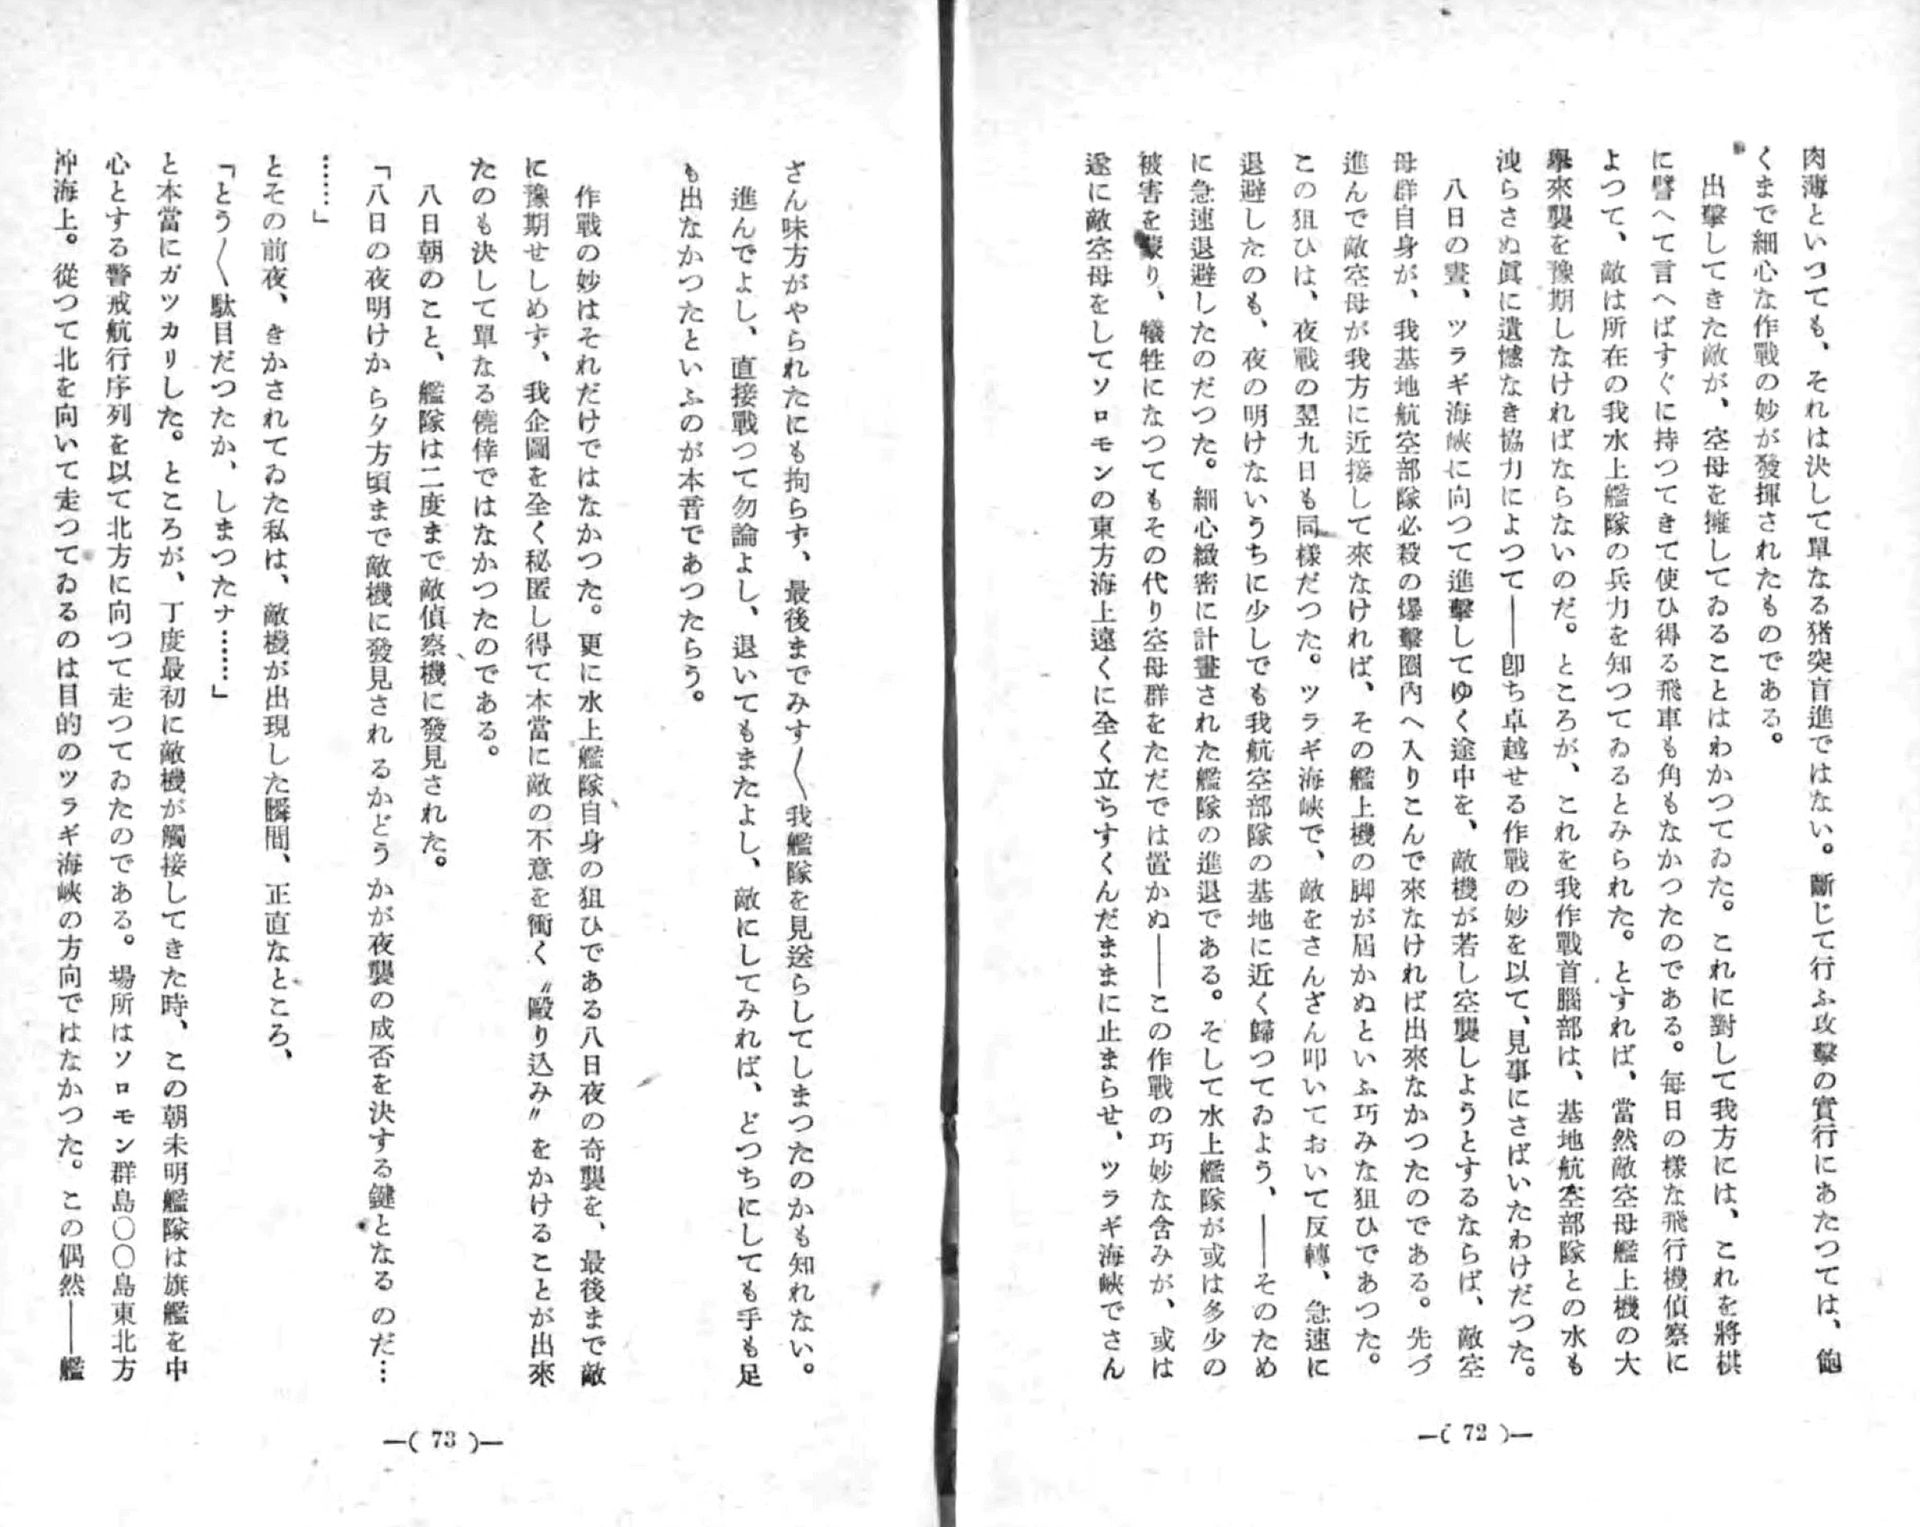 肉薄といつても、それは決して單なる猪突盲進ではない。斷じて行ふ攻擊の實行にあたつては、飽
くまで細心な作戰の妙が發揮されたものである。
出擊してきた敵が、空母を擁してゐることはわかつてゐた。これに對して我方には、これを將棋
に譬へて言へばすぐに持つてきて使ひ得る飛車も角もなかつたのである。每日の樣な飛行機偵察に
よつて、敵は所在の我水上艦隊の兵力を知つてゐるとみられた。とすれば、當然敵空母艦上機の大
擧來襲を豫期しなければならないのだ。ところが、これを我作戰首腦部は、基地航空部隊との水も
洩らさぬ眞に遺憾なき協力によつて——卽ち卓越せる作戰の妙を以て、見事にさばいたわけだつた。
八日の晝、ツラギ海峽に向つて進擊してゆく途中を、敵機が若し空襲しようとするならば、敵空
母群自身が、我基地航空部隊必殺の爆擊圈內へ入りこんで來なければ出來なかつたのである。先づ
進んで敵空母が我方に近接して來なければ、その艦上機の脚が屆かぬといふ巧みな狙ひであつた。
この狙ひは、夜戰の翌九日も同樣だつた。ツラギ海峽で、敵をさんざん叩いておいて反轉、急速に
退避したのも、夜の明けないうちに少しでも我航空部隊の基地に近く歸つてゐよう、——そのため
に急速退避したのだつた。細心緻密に計畫された艦隊の進退である。そして水上艦隊が或は多少の
被害を蒙り、犧牲になつてもその代り空母群をただでは置かぬ——この作戰の巧妙な含みが、或は
遂に敵空母をしてソロモンの東方海上遠くに全く立ちすくんだままに止まらせ、ツラギ海峽でさん
—( 72 )—
さん味方がやられたにも拘らず、最後までみす〱我艦隊を見送らしてしまつたのかも知れない。
進んでよし、直接戰つて勿論よし、退いてもまたよし、敵にしてみれば、どつちにしても手も足
も出なかつたといふのが本音であつたらう。
作戰の妙はそれだけではなかつた。更に水上艦隊自身の狙ひである八日夜の奇襲を、最後まで敵
に豫期せしめず、我企圖を全く秘匿し得て本當に敵の不意を衝く〝毆り込み〟をかけることが出來
たのも決して單なる僥倖ではなかつたのである。
八日朝のこと、艦隊は二度まで敵偵察機に發見された。
「八日の夜明けから夕方頃まで敵機に發見されるかどうかが夜襲の成否を決する鍵となるのだ…
……」
とその前夜、きかされてゐた私は、敵機が出現した瞬間、正直なところ、
「とう〱駄目だつたか、しまつたナ……」
と本當にガツカリした。ところが、丁度最初に敵機が觸接してきた時、この朝未明艦隊は旗艦を中
心とする警戒航行序列を以て北方に向つて走つてゐたのである。場所はソロモン群島〇〇島東北方
沖海上。從つて北を向いて走つてゐるのは目的のツラギ海峽の方向ではなかつた。この偶然——艦
—( 73 )—